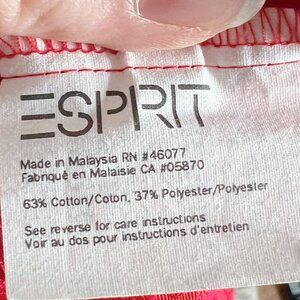 ESPRIT
Made in Malaysia RN #46077
Fabriqué en Malaisie CA #05870
63% Cotton/Coton, 37% Polyester/Polyester
See reverse for care instructions
Voir au dos pour instructions d'entretien